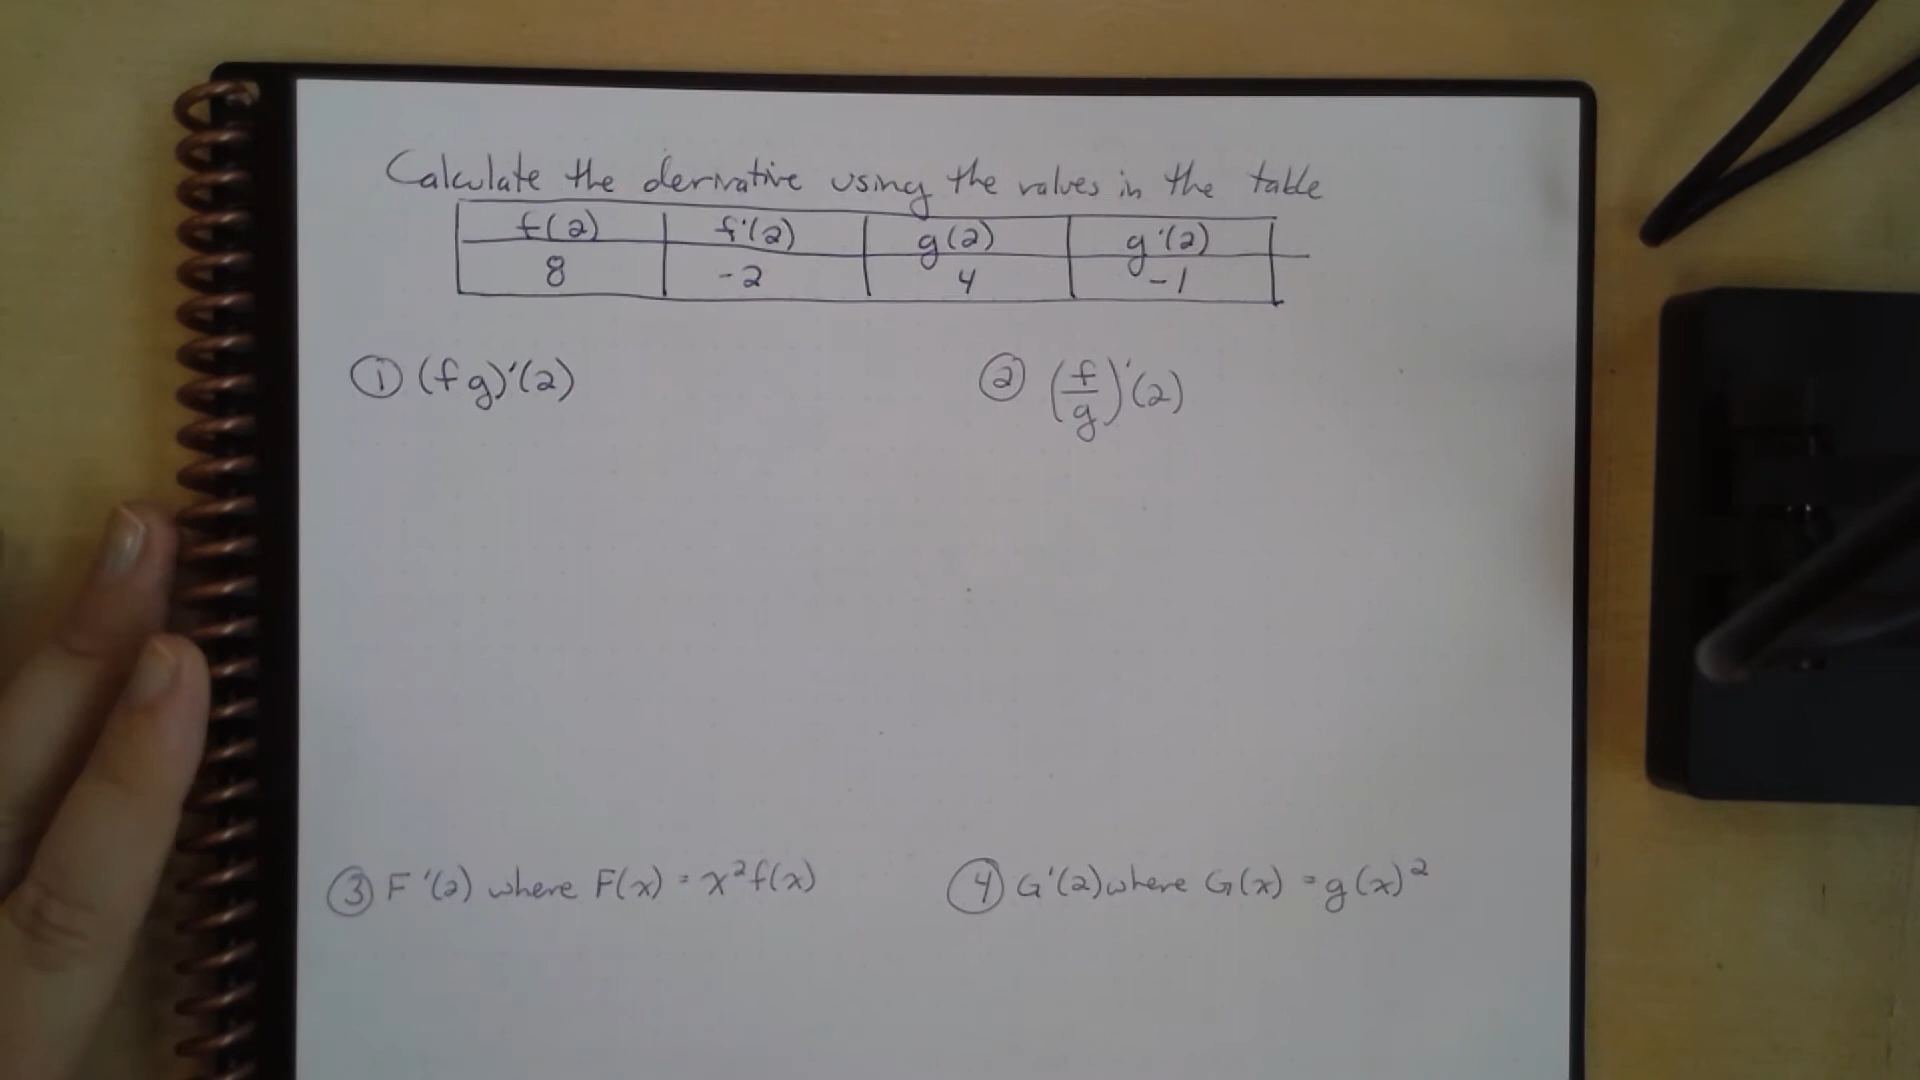 Calculate the derivative using the values in the table
f(2) f'(2) g(2) g'(2)
8 -2 4 -1
① (fg)'(2) ② (f/g)'(2)
③ F'(2) where F(x) = x²f(x) ④ G'(2) where G(x) = g(x)²